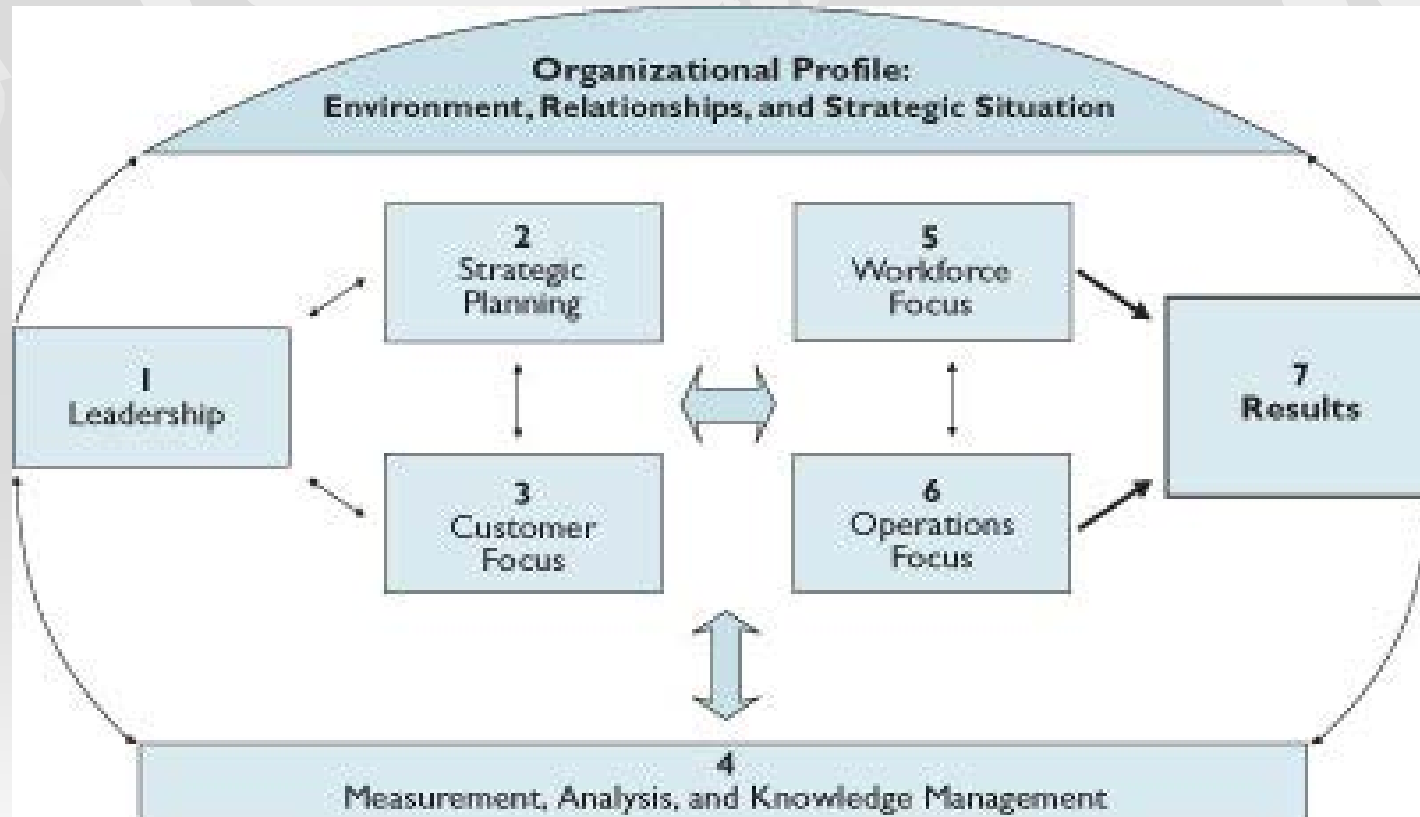 Organizational Profile:
Environment, Relationships, and Strategic Situation
2
Strategic
Planning
5
Workforce
Focus
1
Leadership
7
Results
3
Customer
Focus
6
Operations
Focus
4
Measurement, Analysis, and Knowledge Management